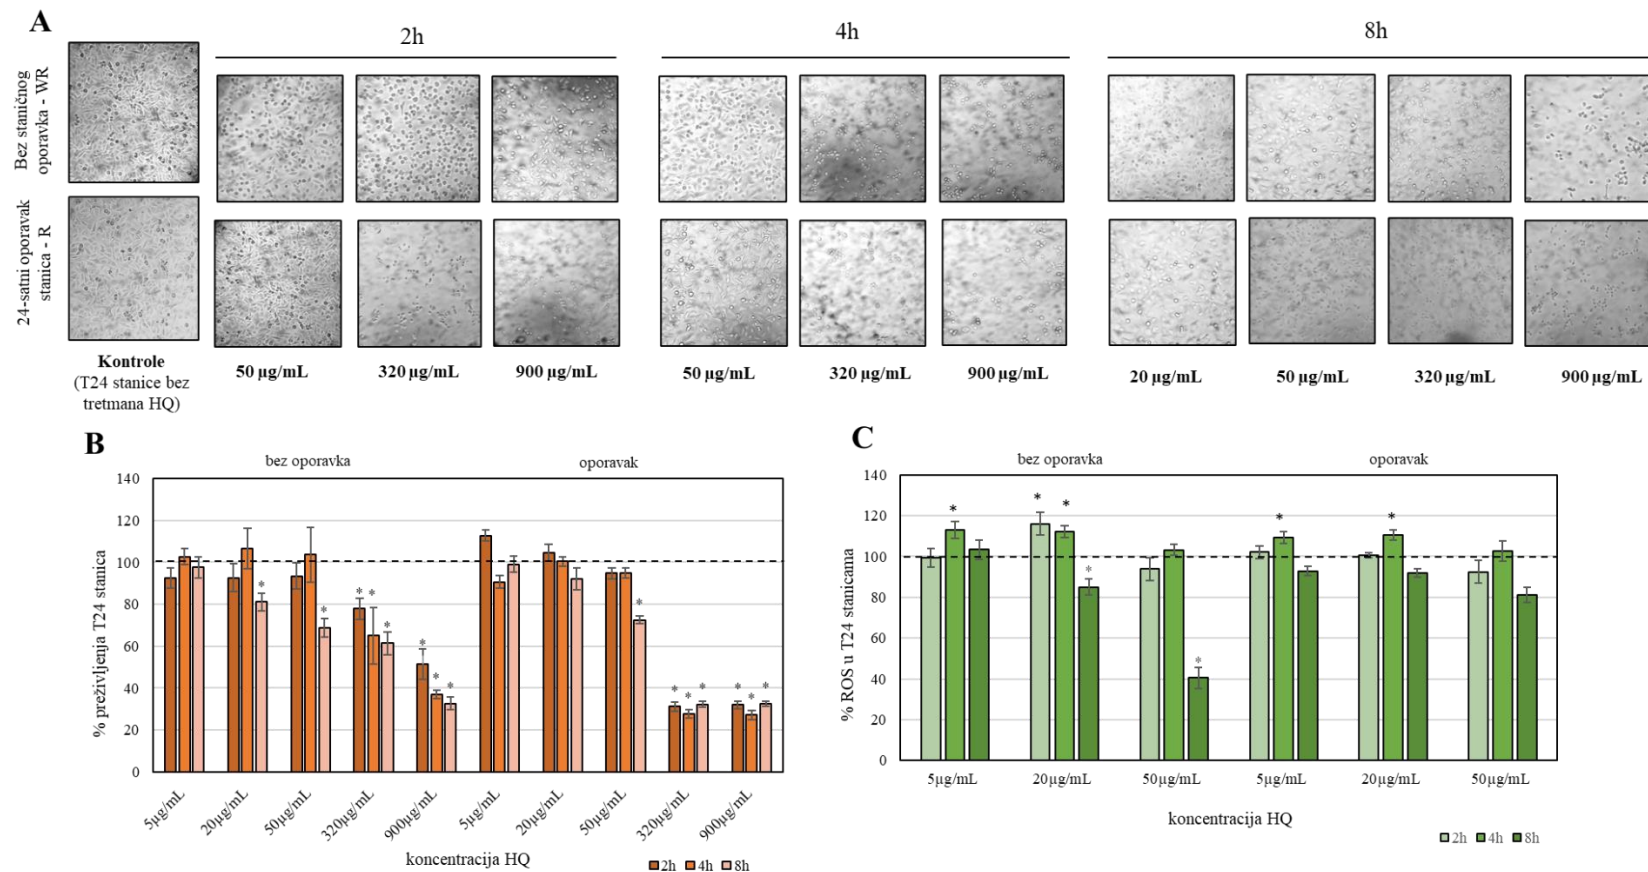 A
2h
4h
8h
Bez staničnog
oporavka - WR
24-satni oporavak
stanica - R
Kontrole
(T24 stanice bez
tretmana HQ)
50 µg/mL
320 µg/mL
900 µg/mL
50 µg/mL
320 µg/mL
900 µg/mL
20 µg/mL
50 µg/mL
320 µg/mL
900 µg/mL
B
bez oporavka
oporavak
% preživljenja T24 stanica
140
120
100
80
60
40
20
0
* * * * * * * * * * * * * * *
5µg/mL
20µg/mL
50µg/mL
320µg/mL
900µg/mL
5µg/mL
20µg/mL
50µg/mL
320µg/mL
900µg/mL
koncentracija HQ
2h 4h 8h
C
bez oporavka
oporavak
% ROS u T24 stanicama
140
120
100
80
60
40
20
0
* * * * * * *
5µg/mL
20µg/mL
50µg/mL
5µg/mL
20µg/mL
50µg/mL
koncentracija HQ
2h 4h 8h